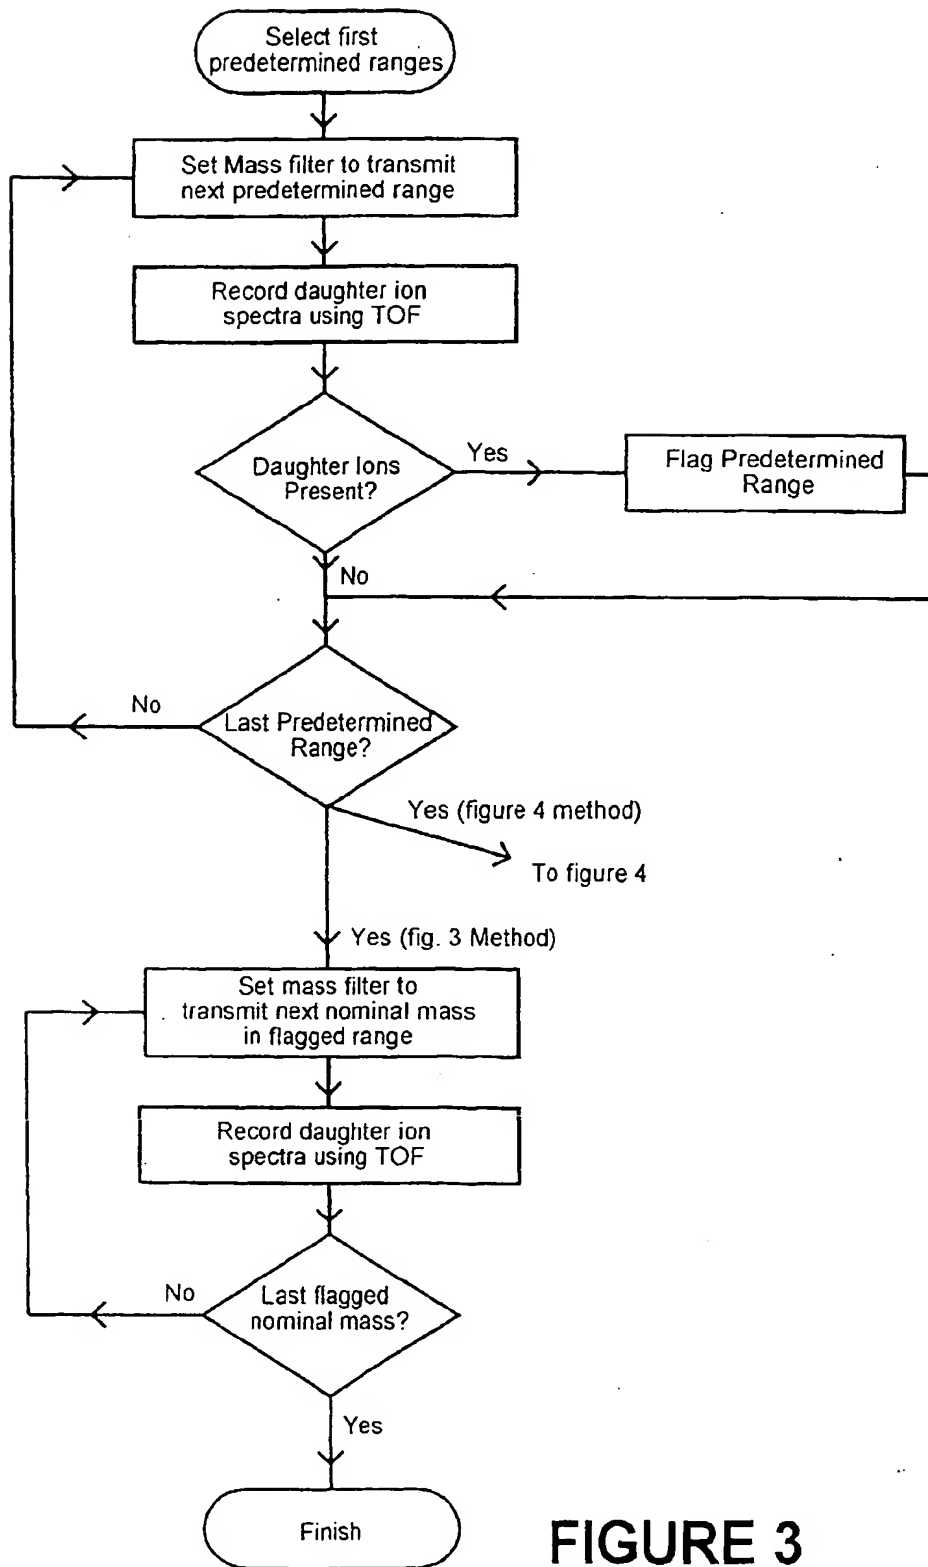 Select first
predetermined ranges
Set Mass filter to transmit
next predetermined range
Record daughter ion
spectra using TOF
Daughter Ions
Present?
Yes
Flag Predetermined
Range
No
Last Predetermined
Range?
No
Yes (figure 4 method)
To figure 4
Yes (fig. 3 Method)
Set mass filter to
transmit next nominal mass
in flagged range
Record daughter ion
spectra using TOF
Last flagged
nominal mass?
No
Yes
Finish
FIGURE 3